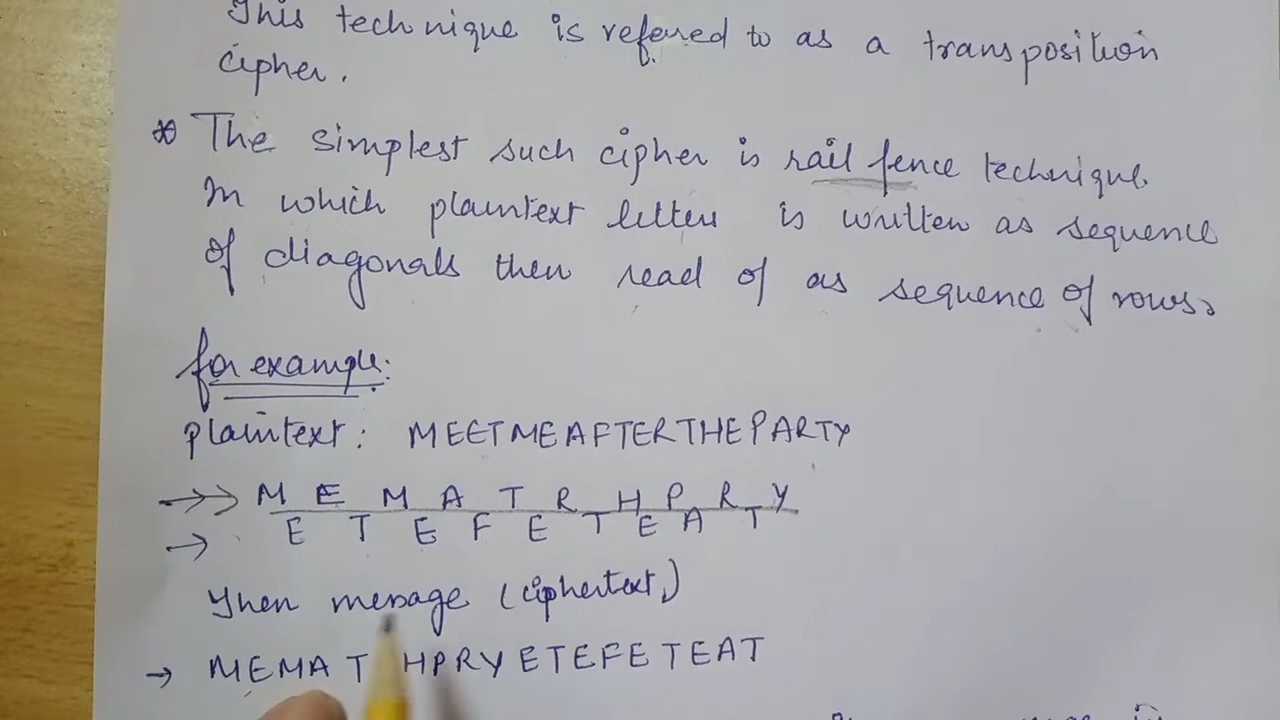 This technique is referred to as a transposition
cipher.
* The simplest such cipher is rail fence technique.
In which plaintext letters is written as sequence
of diagonals then read of as sequence of rows.
for example:
plaintext: MEETMEAFTERTHEPARTY
→> M E M A T R H P R Y
→ E T E F E T E A T
Then message (ciphertext)
→ MEMAT HPRYETEFETEAT